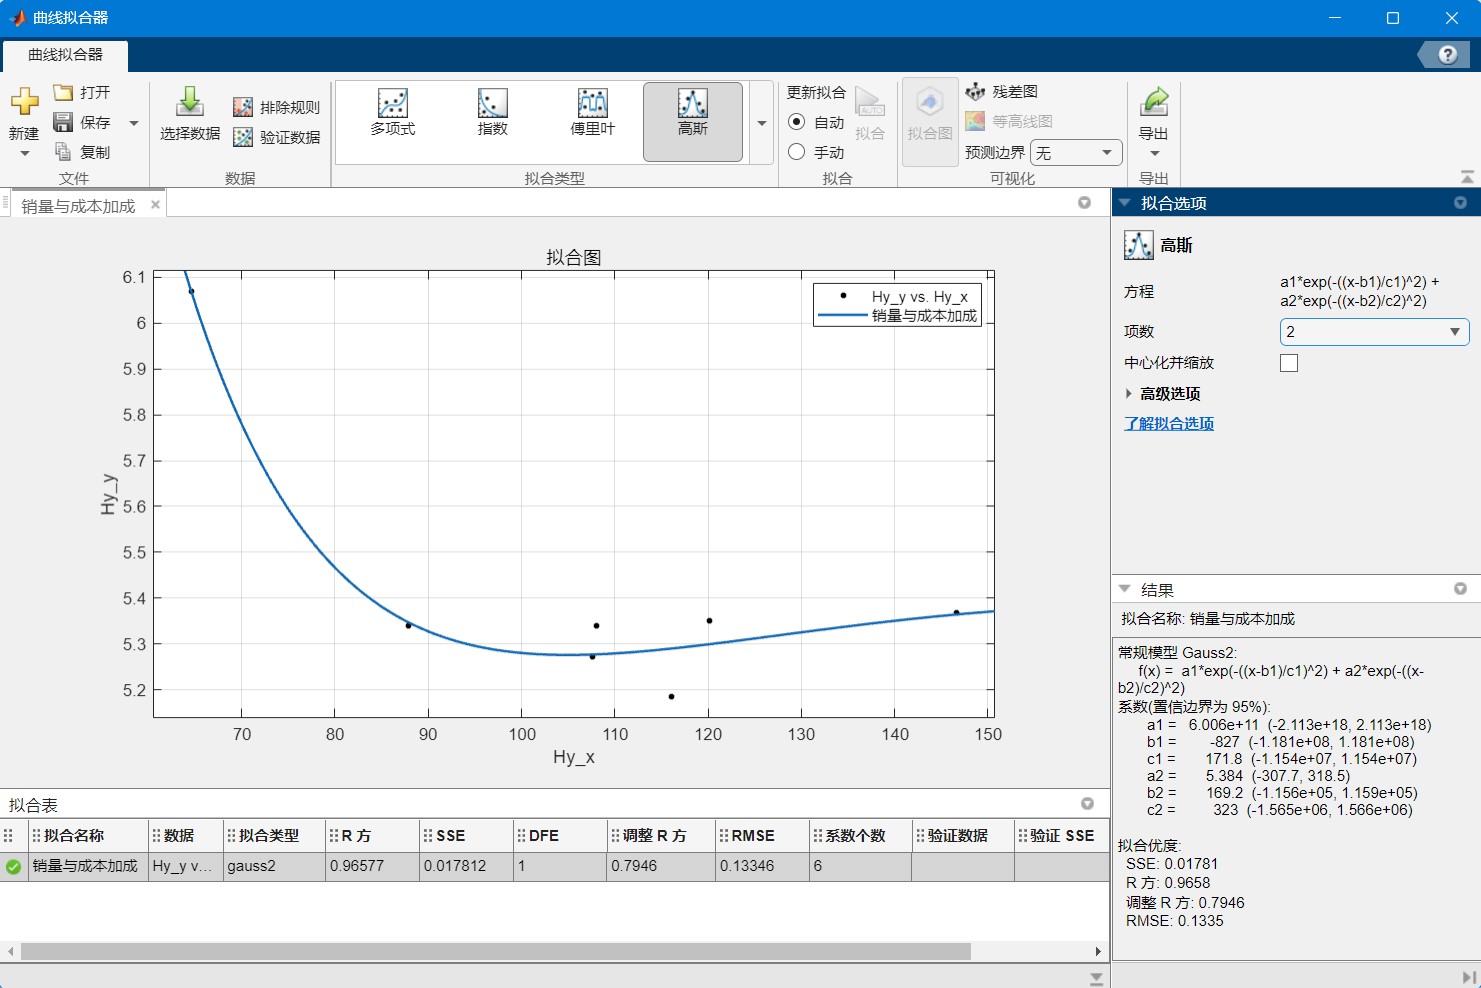 曲线拟合器
曲线拟合器
?
新建
打开
保存
复制
文件
选择数据
排除规则
验证数据
数据
多项式
指数
傅里叶
高斯
拟合类型
更新拟合
自动
手动
AUTO
拟合
拟合
拟合图
残差图
等高线图
预测边界 无
可视化
导出
导出
销量与成本加成
拟合图
6.1
6
5.9
5.8
5.7
5.6
5.5
5.4
5.3
5.2
Hy_y
Hy_y vs. Hy_x
销量与成本加成
70 80 90 100 110 120 130 140 150
Hy_x
拟合选项
高斯
方程 a1*exp(-((x-b1)/c1)^2) +
a2*exp(-((x-b2)/c2)^2)
项数 2
中心化并缩放
高级选项
了解拟合选项
结果
拟合名称: 销量与成本加成
常规模型 Gauss2:
f(x) = a1*exp(-((x-b1)/c1)^2) + a2*exp(-((x-
b2)/c2)^2)
系数(置信边界为 95%):
a1 = 6.006e+11 (-2.113e+18, 2.113e+18)
b1 = -827 (-1.181e+08, 1.181e+08)
c1 = 171.8 (-1.154e+07, 1.154e+07)
a2 = 5.384 (-307.7, 318.5)
b2 = 169.2 (-1.156e+05, 1.159e+05)
c2 = 323 (-1.565e+06, 1.566e+06)
拟合优度:
SSE: 0.01781
R 方: 0.9658
调整 R 方: 0.7946
RMSE: 0.1335
拟合表
拟合名称 数据 拟合类型 R 方 SSE DFE 调整 R 方 RMSE 系数个数 验证数据 验证 SSE
销量与成本加成 Hy_y v... gauss2 0.96577 0.017812 1 0.7946 0.13346 6